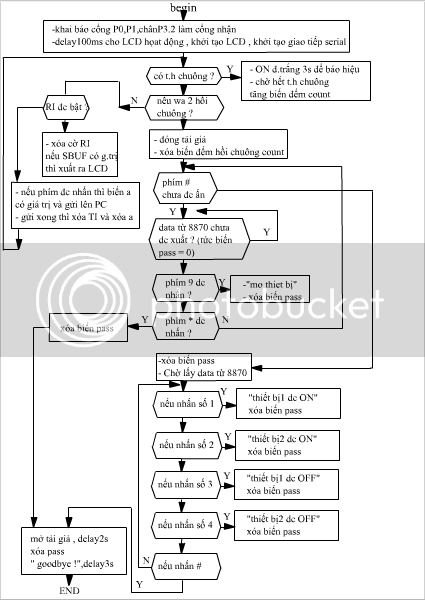 begin
-khai báo cổng P0,P1,chânP3.2 làm cổng nhận
-delay100ms cho LCD hoạt động , khởi tạo LCD , khởi tạo giao tiếp serial
có t.h chuông ?
Y
- ON đ.trắng 3s để báo hiệu
- chờ hết t.h chuông
tăng biến đếm count
nếu wa 2 hồi
chuông ?
N
RI dc bật ?
- xóa cờ RI
nếu SBUF có g.trị
thì xuất ra LCD
- đóng tải giả
- xóa biến đếm hồi chuông count
- nếu phím dc nhấn thì biến a
có giá trị và gửi lên PC
- gửi xong thì xóa TI và xóa a
phím #
chưa dc ấn
Y
data từ 8870 chưa
dc xuất ? (tức biến
pass = 0)
Y
phím 9 dc
nhấn ?
Y
-"mo thiet bị"
- xóa biến pass
photobucket
phím * dc
nhấn ?
Y
N
xóa biến pass
-xóa biến pass
- Chờ lấy data từ 8870
nếu nhấn số 1
Y
"thiết bị1 dc ON"
xóa biến pass
nếu nhấn số 2
Y
"thiết bị2 dc ON"
xóa biến pass
nếu nhấn số 3
Y
"thiết bị1 dc OFF"
xóa biến pass
nếu nhấn số 4
Y
"thiết bị2 dc OFF"
xóa biến pass
mở tải giả , delay2s
xóa pass
" goodbye !",delay3s
nếu nhấn #
N
Y
END